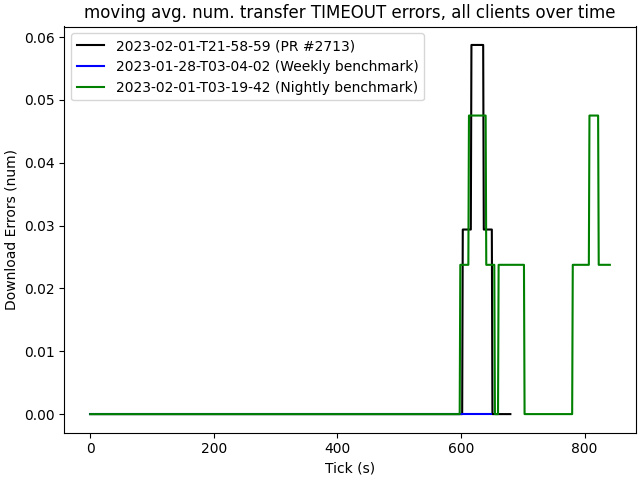 moving avg. num. transfer TIMEOUT errors, all clients over time
2023-02-01-T21-58-59 (PR #2713)
2023-01-28-T03-04-02 (Weekly benchmark)
2023-02-01-T03-19-42 (Nightly benchmark)
Download Errors (num)
0.06
0.05
0.04
0.03
0.02
0.01
0.00
0 200 400 600 800
Tick (s)